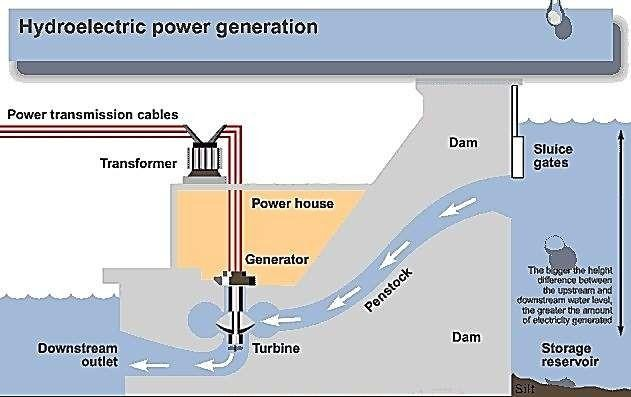 Hydroelectric power generation
Power transmission cables
Transformer
Dam
Sluice
gates
Power house
Generator
Penstock
The bigger the height
difference between
the upstream and
downstream water level,
the greater the amount
of electricity generated
Downstream
outlet
Turbine
Dam
Storage
reservoir
Silt